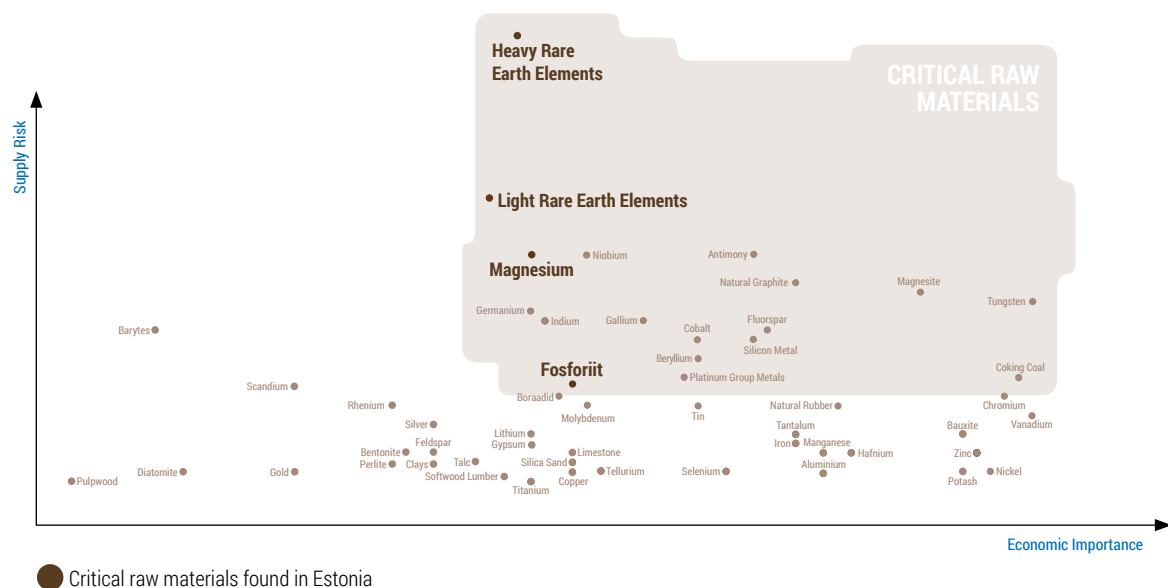 Heavy Rare
Earth Elements
CRITICAL RAW
MATERIALS
Supply Risk
Light Rare Earth Elements
Niobium
Antimony
Magnesium
Natural Graphite
Magnesite
Tungsten
Germanium
Indium
Gallium
Fluorspar
Barytes
Cobalt
Silicon Metal
Beryllium
Fosforiit
Platinum Group Metals
Coking Coal
Scandium
Boraadid
Rhenium
Molybdenum
Tin
Natural Rubber
Chromium
Vanadium
Silver
Tantalum
Bauxite
Lithium
Feldspar
Gypsum
Iron
Manganese
Bentonite
Limestone
Hafnium
Zinc
Perlite
Clays
Talc
Silica Sand
Aluminium
Pulpwood
Diatomite
Gold
Softwood Lumber
Tellurium
Selenium
Nickel
Titanium
Copper
Potash
Economic Importance
Critical raw materials found in Estonia